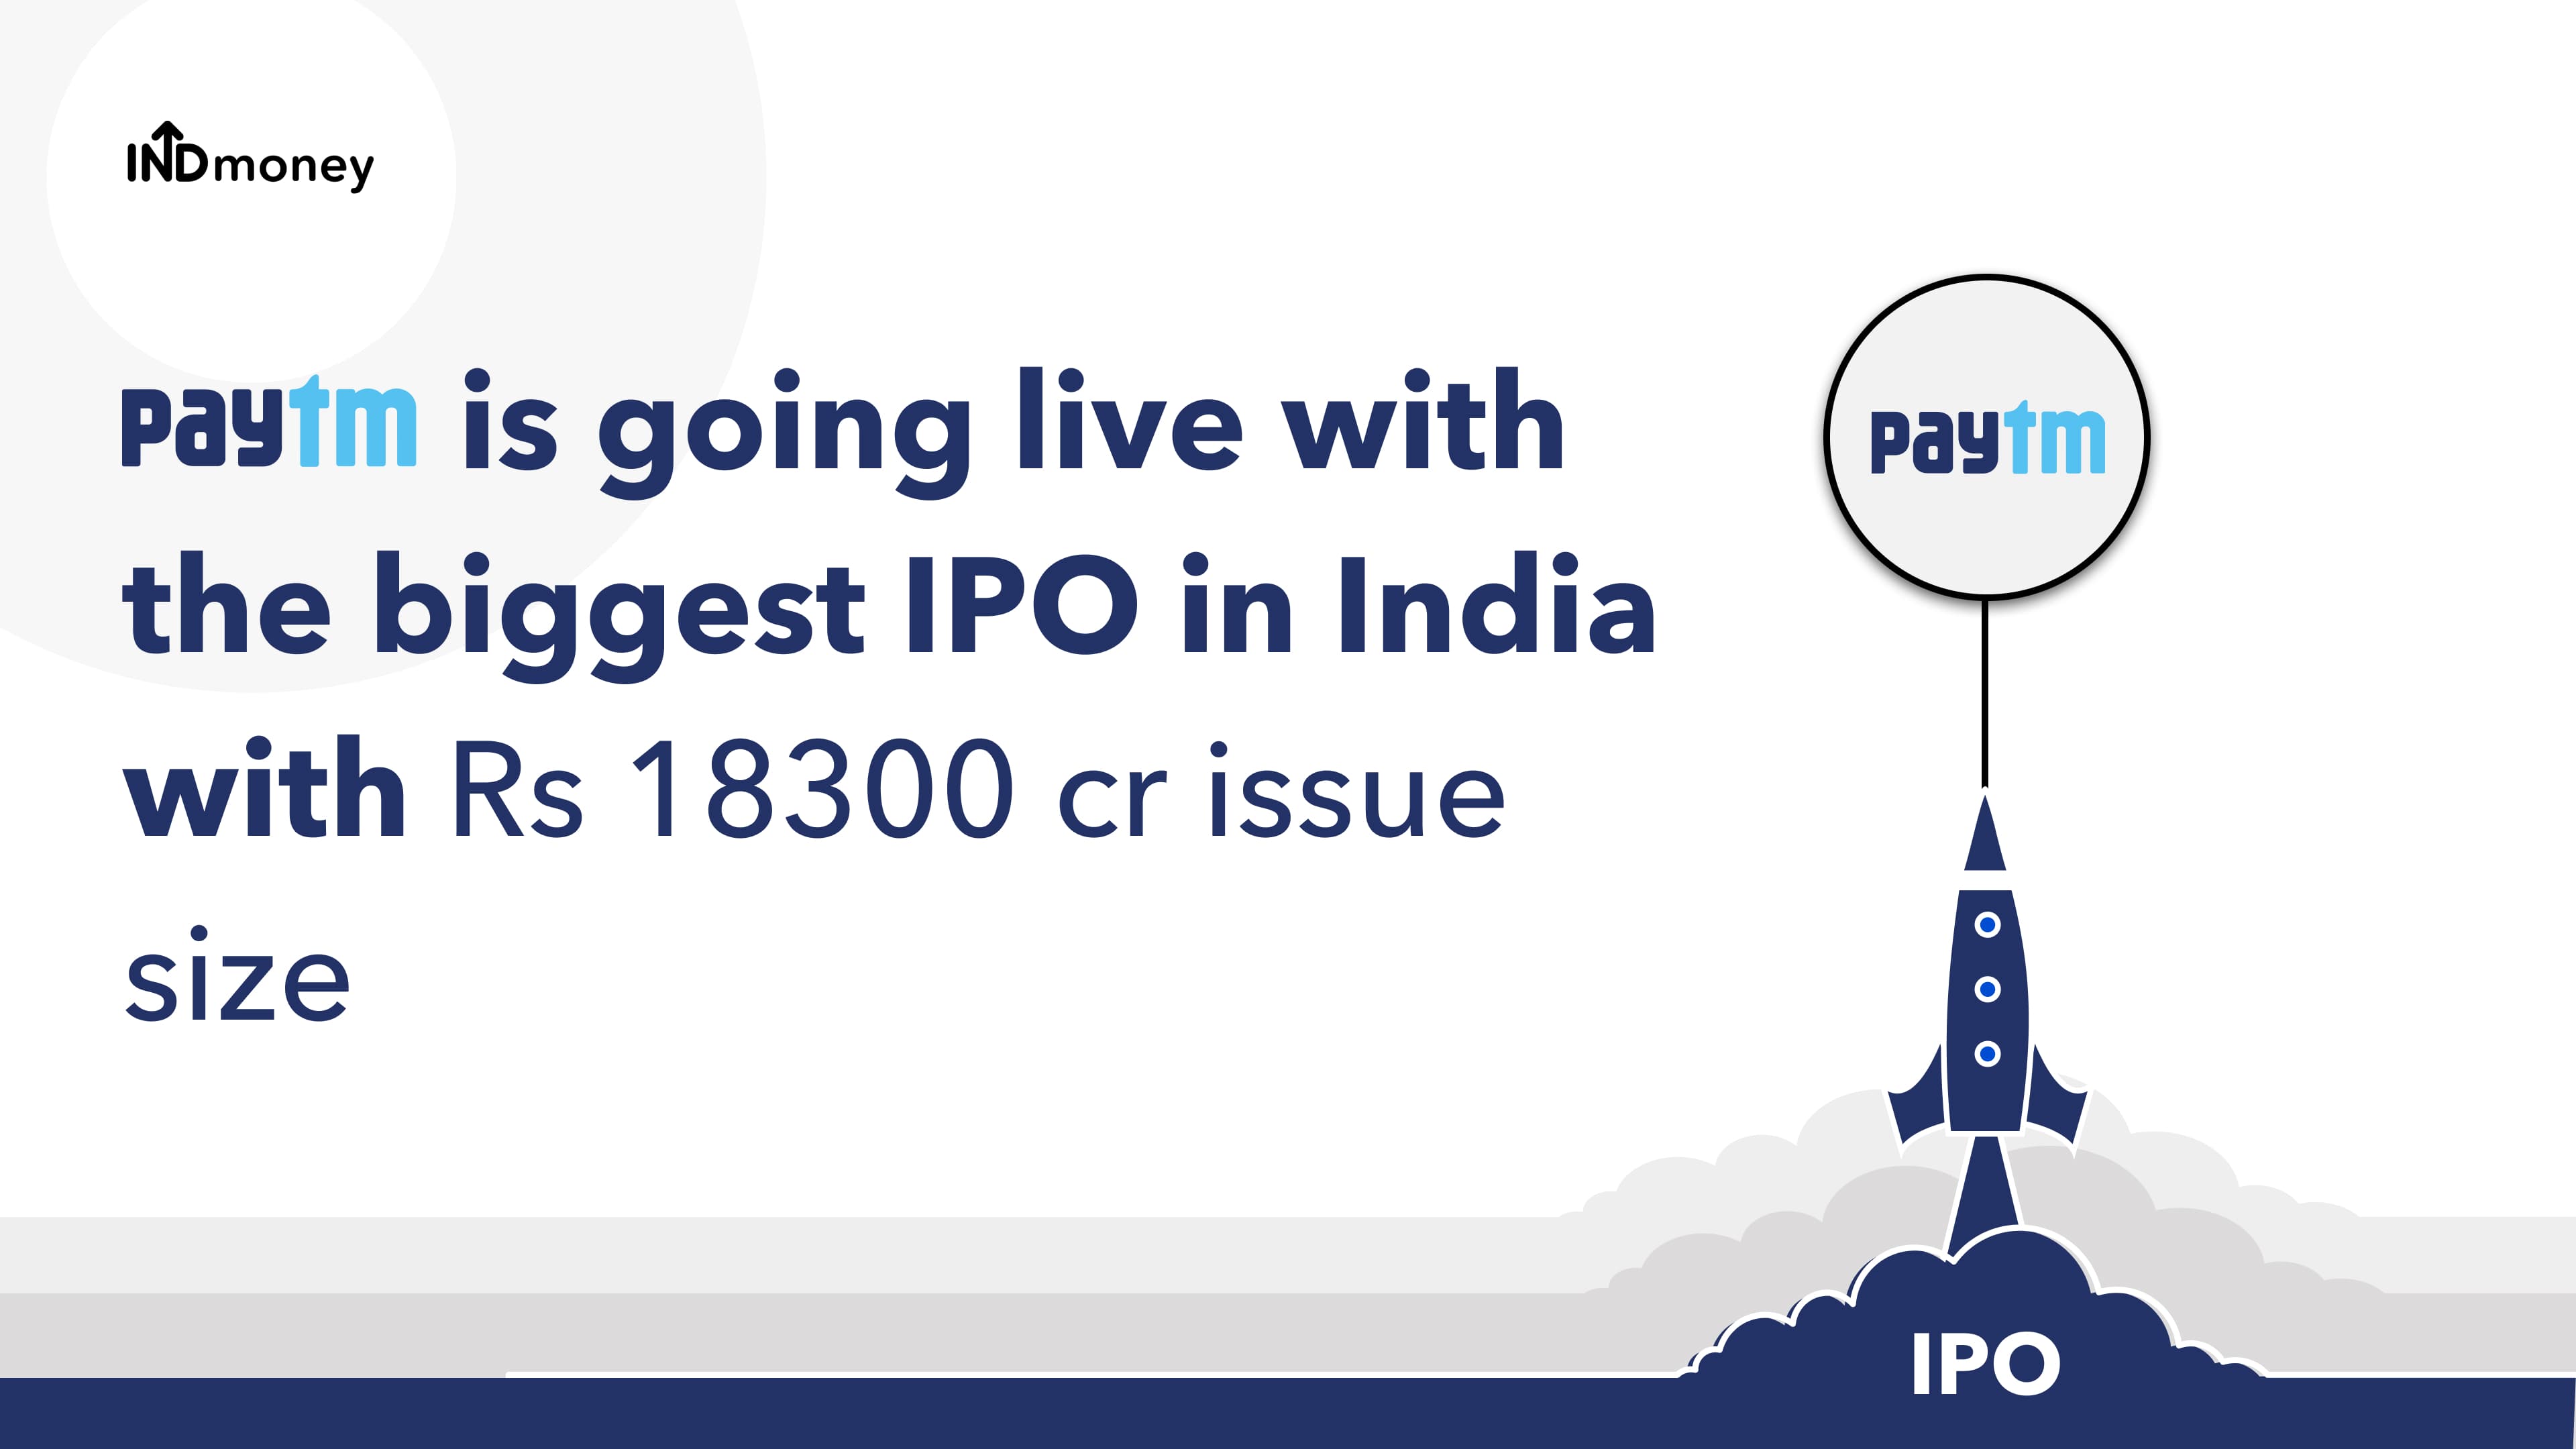 INDmoney
paytm is going live with
the biggest IPO in India
with Rs 18300 cr issue
size
paytm
IPO